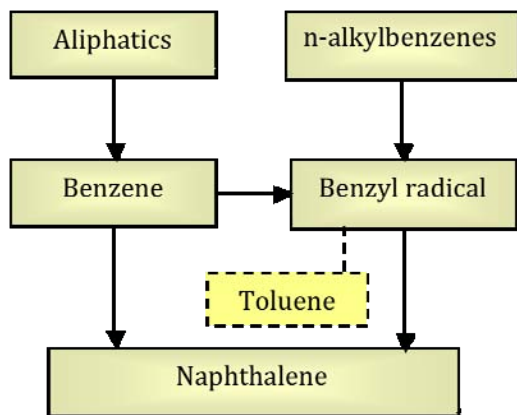 Aliphatics
n-alkylbenzenes
Benzene
Benzyl radical
Toluene
Naphthalene